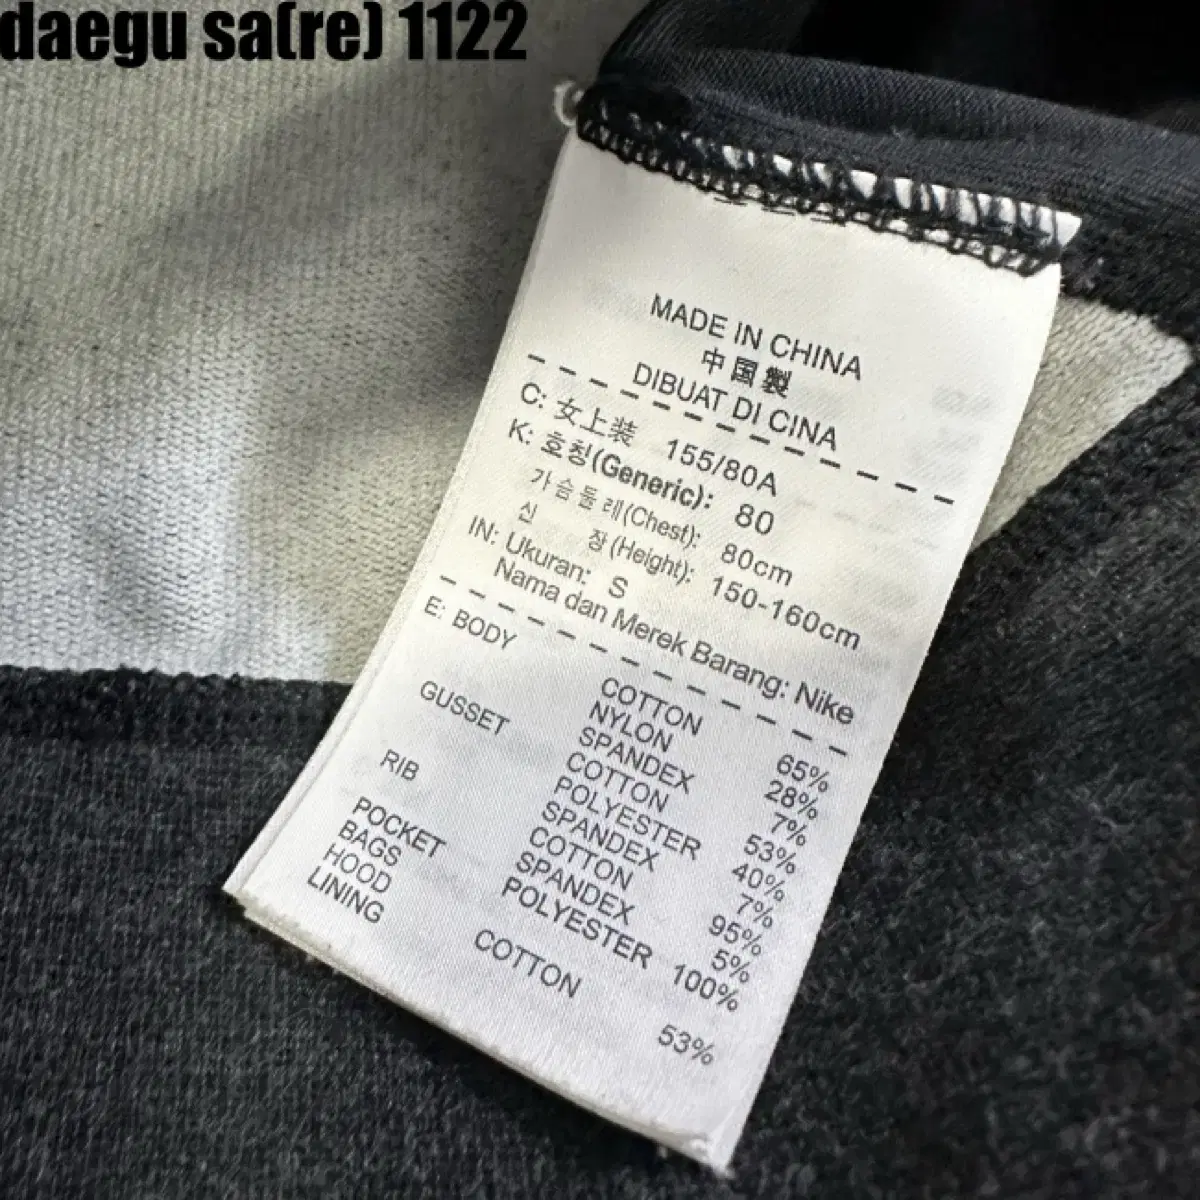 daegu sa(re) 1122
MADE IN CHINA
中国製
DIBUAT DI CINA
C: 女上装 155/80A
K: 호칭(Generic): 80
가슴둘레(Chest): 80cm
신 장(Height): 150-160cm
IN: Ukuran: S
Nama dan Merek Barang: Nike
E: BODY COTTON 65%
NYLON 28%
SPANDEX 7%
GUSSET COTTON 53%
POLYESTER 40%
SPANDEX 7%
RIB COTTON 95%
SPANDEX 5%
POCKET POLYESTER 100%
BAGS
HOOD COTTON 53%
LINING